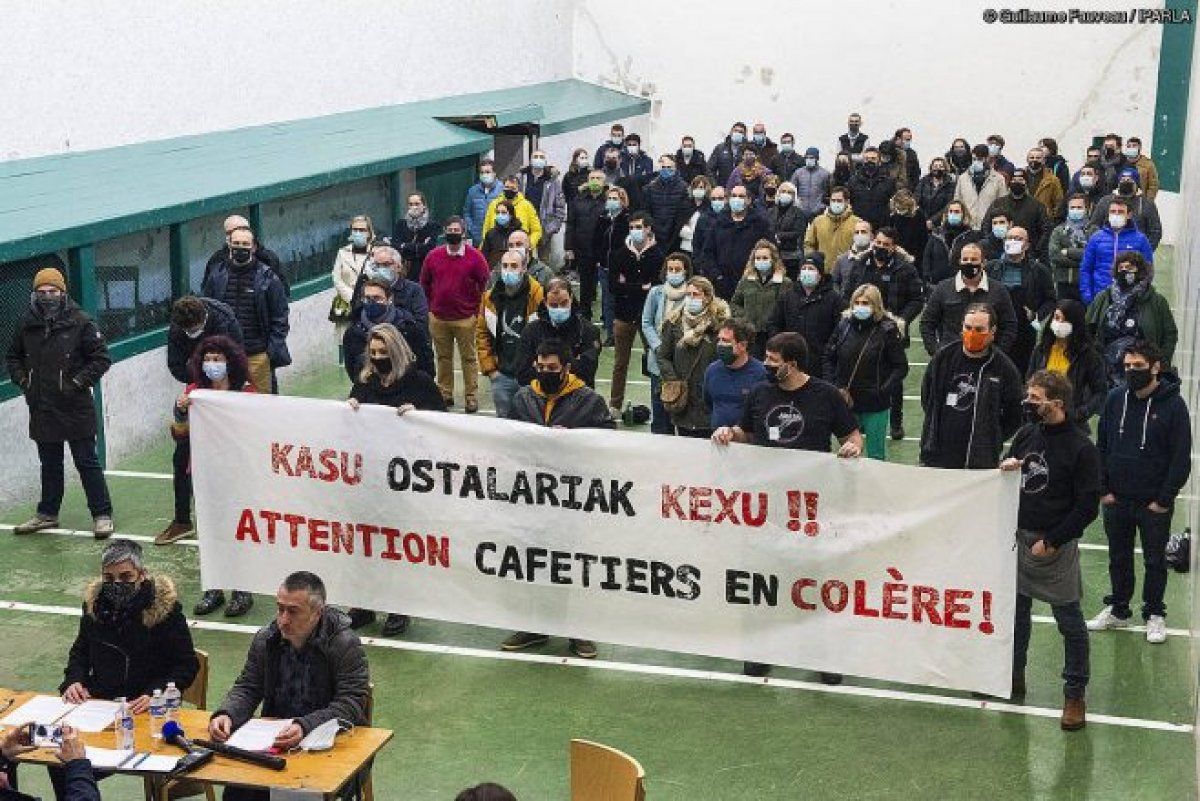 © Guillaume Fauveau / IPARLA
KASU OSTALARIAK KEXU !!
ATTENTION CAFETIERS EN COLÈRE !